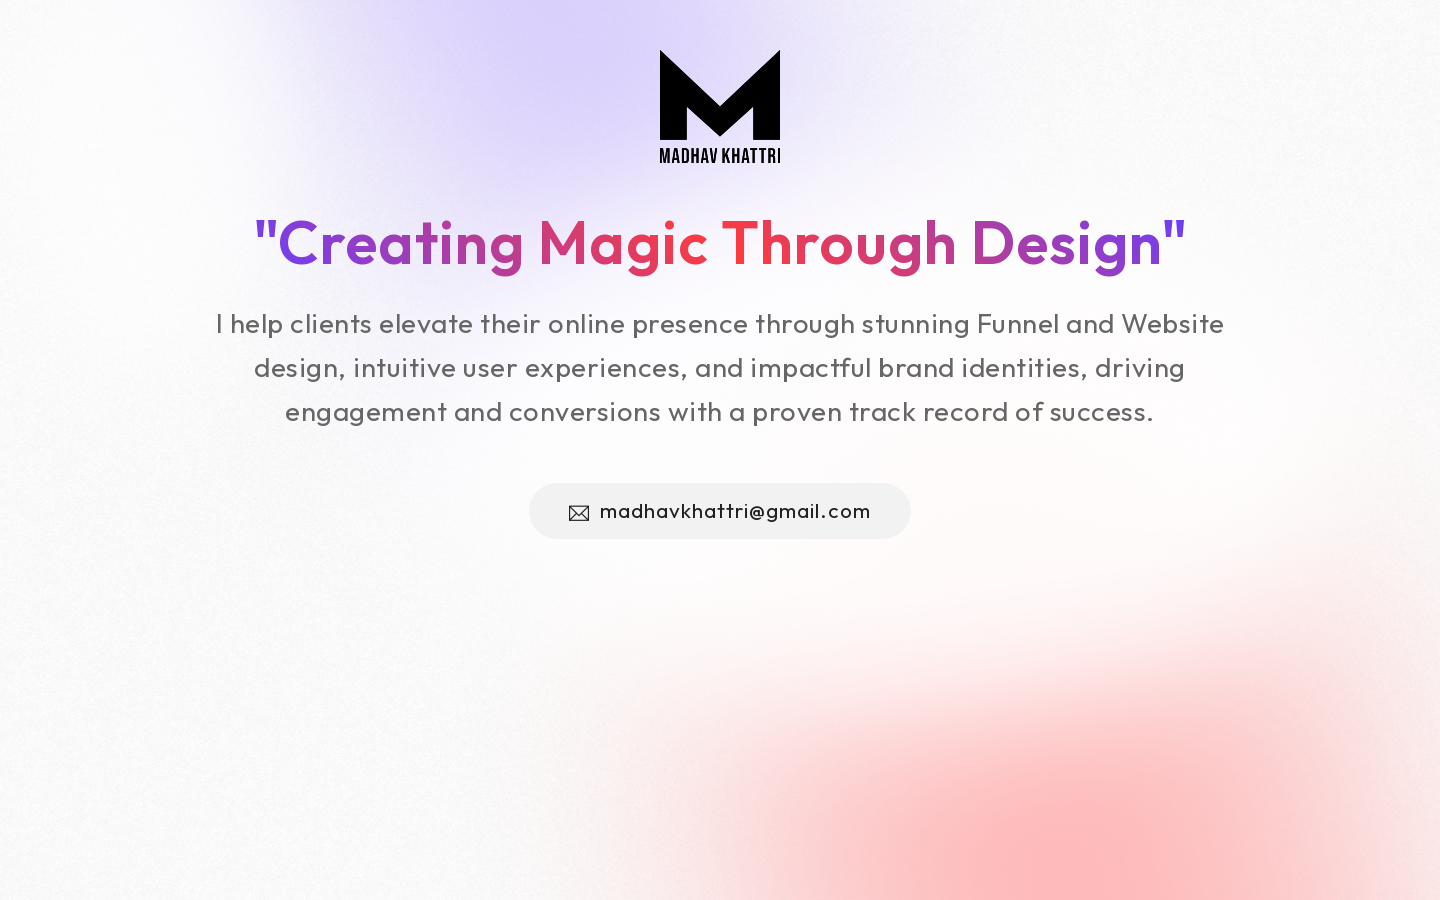 MADHAV KHATTRI
"Creating Magic Through Design"
I help clients elevate their online presence through stunning Funnel and Website
design, intuitive user experiences, and impactful brand identities, driving
engagement and conversions with a proven track record of success.
madhavkhattri@gmail.com